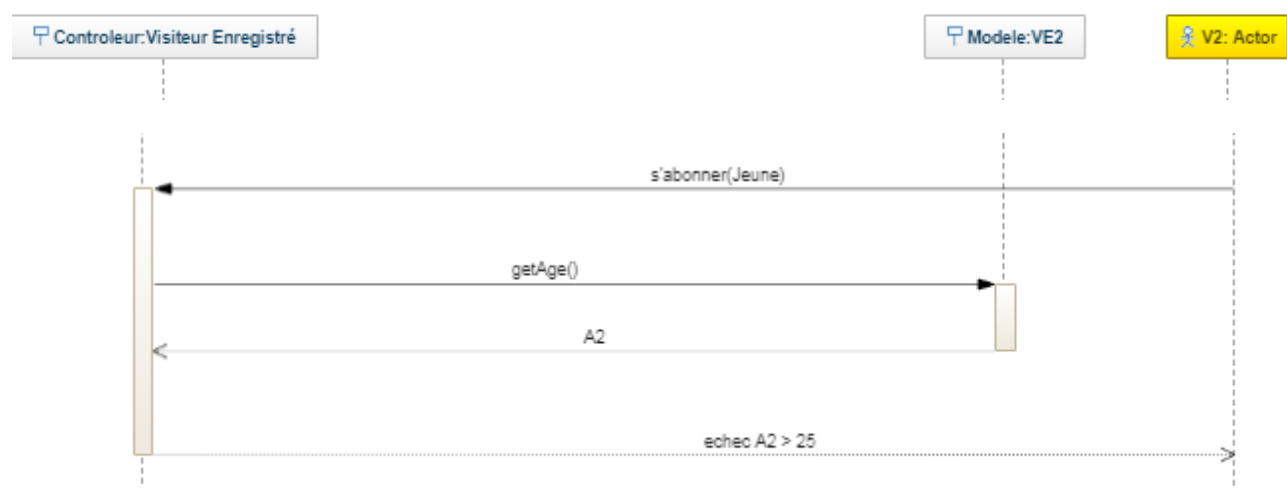 Controleur:Visiteur Enregistré
Modele:VE2
V2: Actor
s'abonner(Jeune)
getAge()
A2
echec A2 > 25